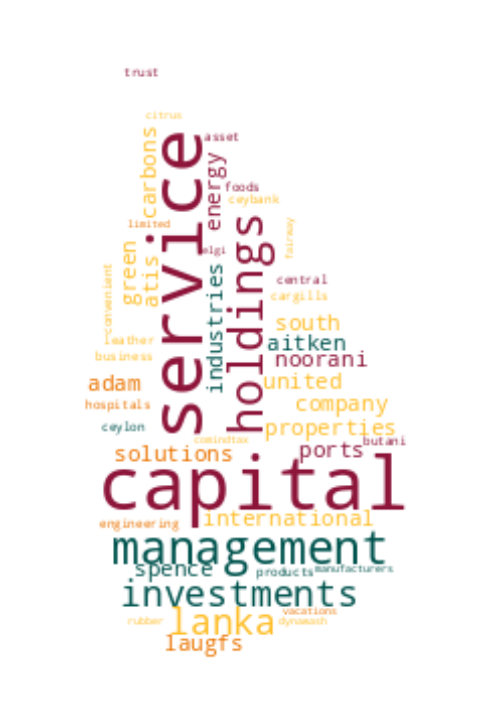 trust
citrus
carbons
service
asset
energy
foods
ceybank
limited
holdings
fairway
elgi
green
atis
industries
convenient
central
cargills
south
leather
aitken
business
noorani
adam
united
hospitals
company
ceylon
properties
comindtax
butani
solutions
ports
capital
engineering
international
management
spence
products
manufacturers
investments
vacations
rubber
lanka
dynawash
laugfs